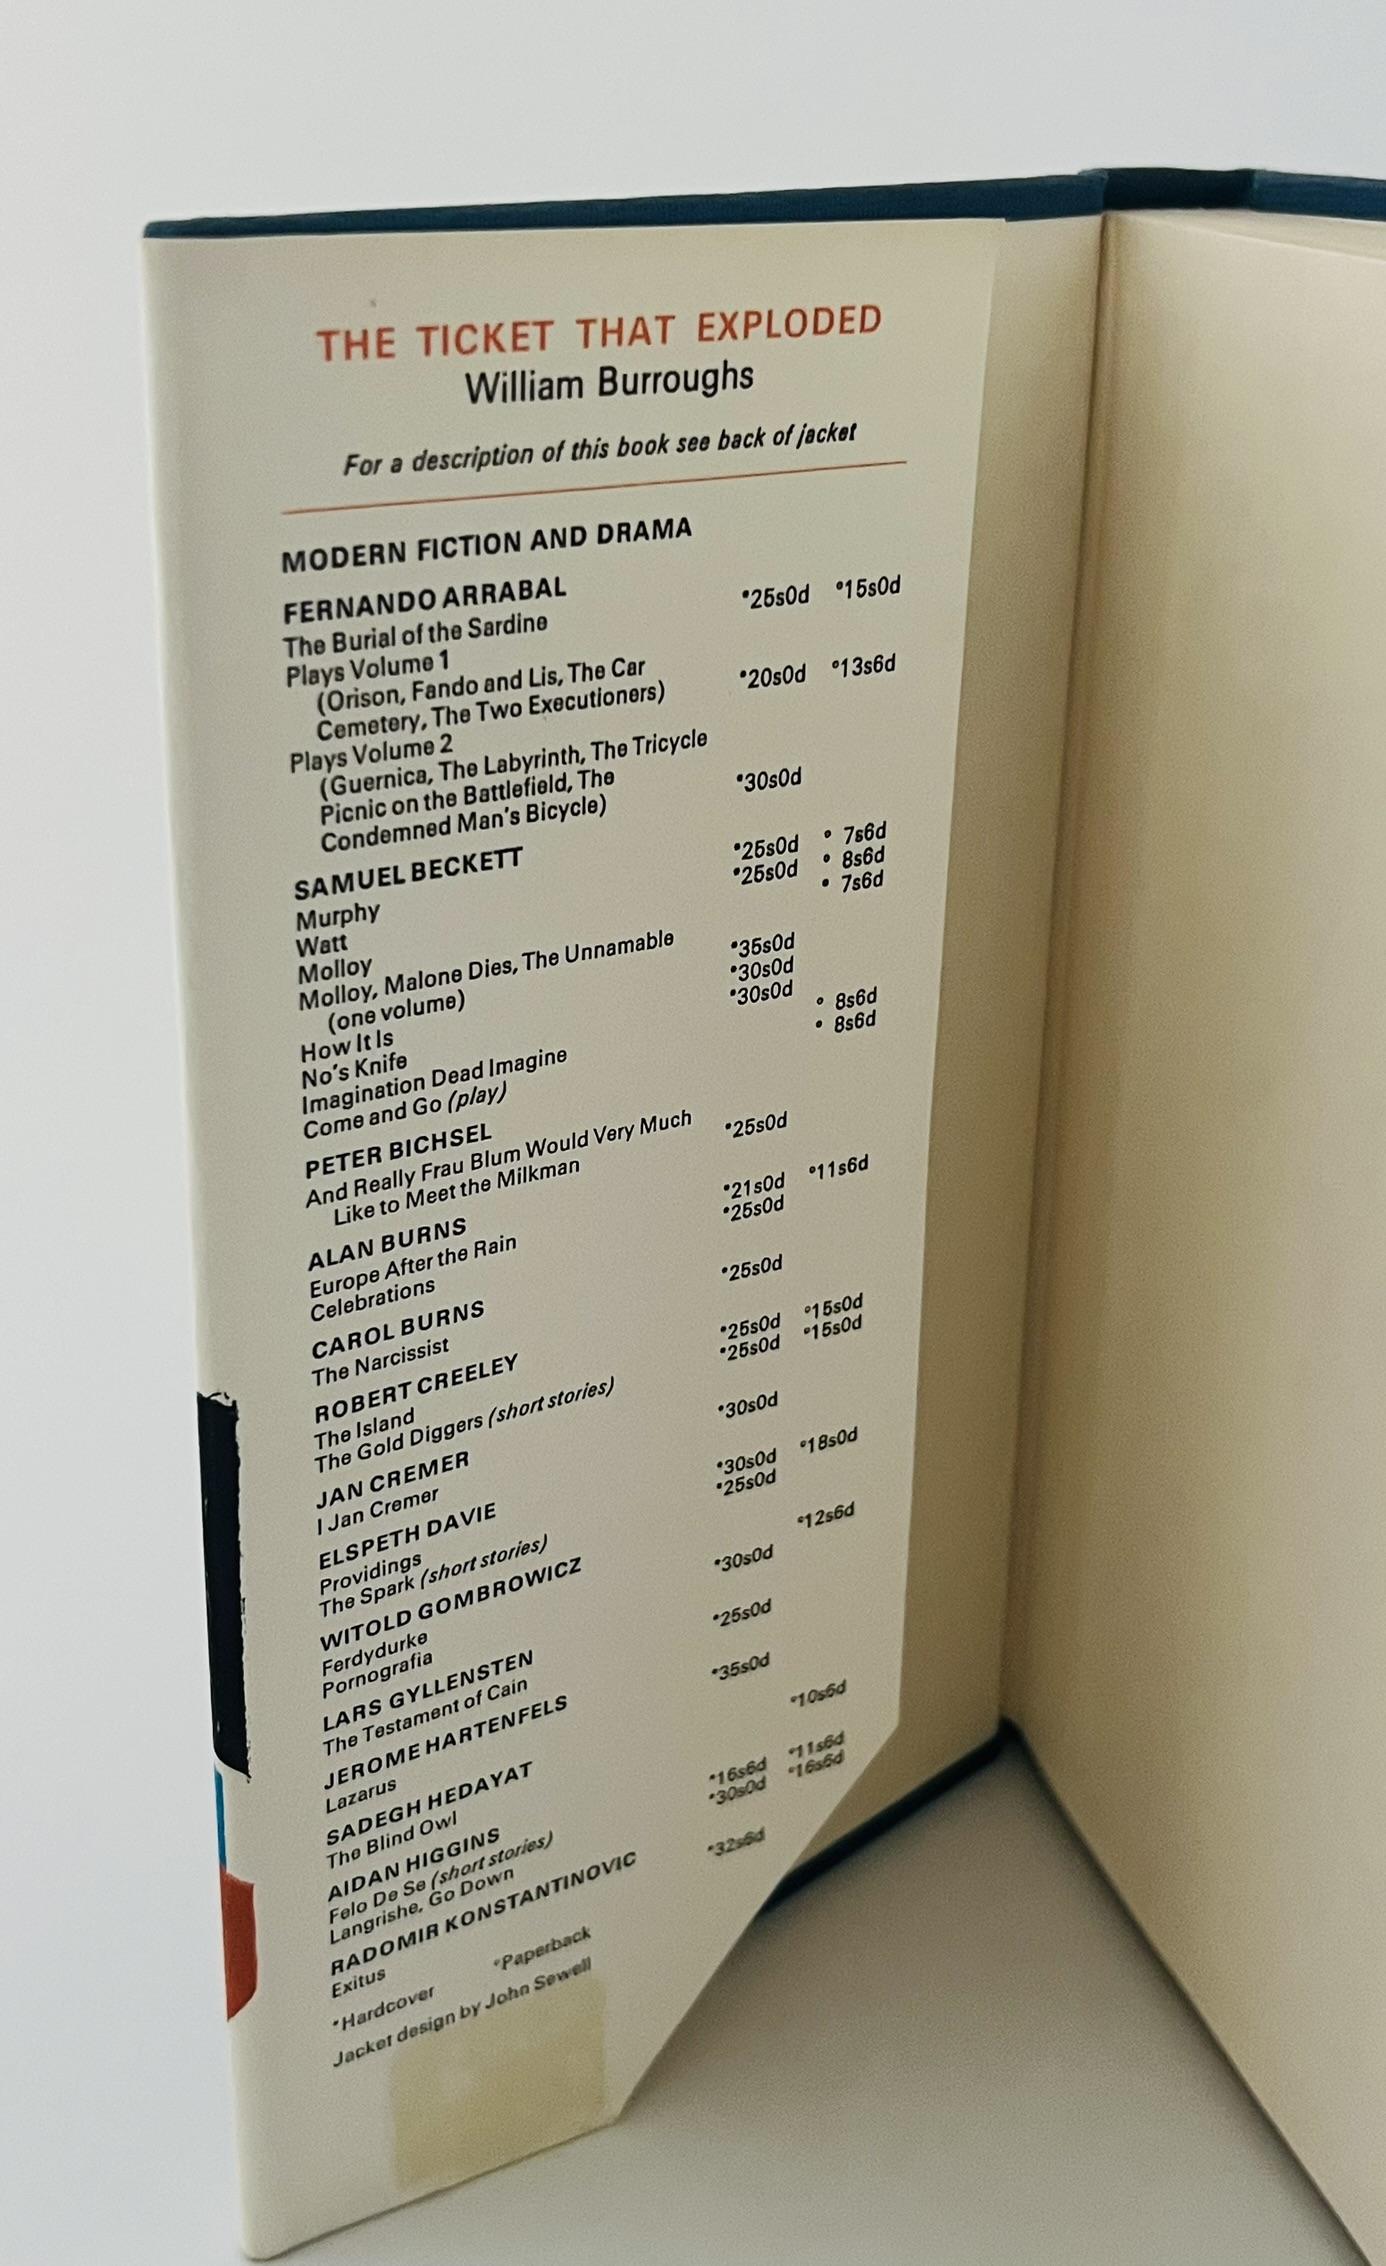 THE TICKET THAT EXPLODED
William Burroughs
For a description of this book see back of jacket
MODERN FICTION AND DRAMA
FERNANDO ARRABAL
The Burial of the Sardine *25s0d °15s0d
Plays Volume 1
(Orison, Fando and Lis, The Car
Cemetery, The Two Executioners) *20s0d °13s6d
Plays Volume 2
(Guernica, The Labyrinth, The Tricycle
Picnic on the Battlefield, The
Condemned Man's Bicycle) *30s0d
SAMUEL BECKETT
Murphy *25s0d ° 7s6d
Watt *25s0d ° 8s6d
Molloy ° 7s6d
Molloy, Malone Dies, The Unnamable
(one volume) *35s0d
How It Is *30s0d
No's Knife *30s0d
Imagination Dead Imagine ° 8s6d
Come and Go (play) ° 8s6d
PETER BICHSEL
And Really Frau Blum Would Very Much
Like to Meet the Milkman *25s0d
ALAN BURNS
Europe After the Rain *21s0d °11s6d
Celebrations *25s0d
CAROL BURNS
The Narcissist *25s0d
ROBERT CREELEY
The Island *25s0d °15s0d
The Gold Diggers (short stories) *25s0d °15s0d
JAN CREMER
I Jan Cremer *30s0d
ELSPETH DAVIE
Providings *30s0d °18s0d
The Spark (short stories) *25s0d
WITOLD GOMBROWICZ
Ferdydurke °12s6d
Pornografia *30s0d
LARS GYLLENSTEN
The Testament of Cain *25s0d
JEROME HARTENFELS
Lazarus *35s0d
SADEGH HEDAYAT
The Blind Owl °10s6d
AIDAN HIGGINS
Felo De Se (short stories) *16s6d °11s6d
Langrishe, Go Down *30s0d °16s6d
RADOMIR KONSTANTINOVIC
Exitus *32s6d
*Hardcover °Paperback
Jacket design by John Sewell